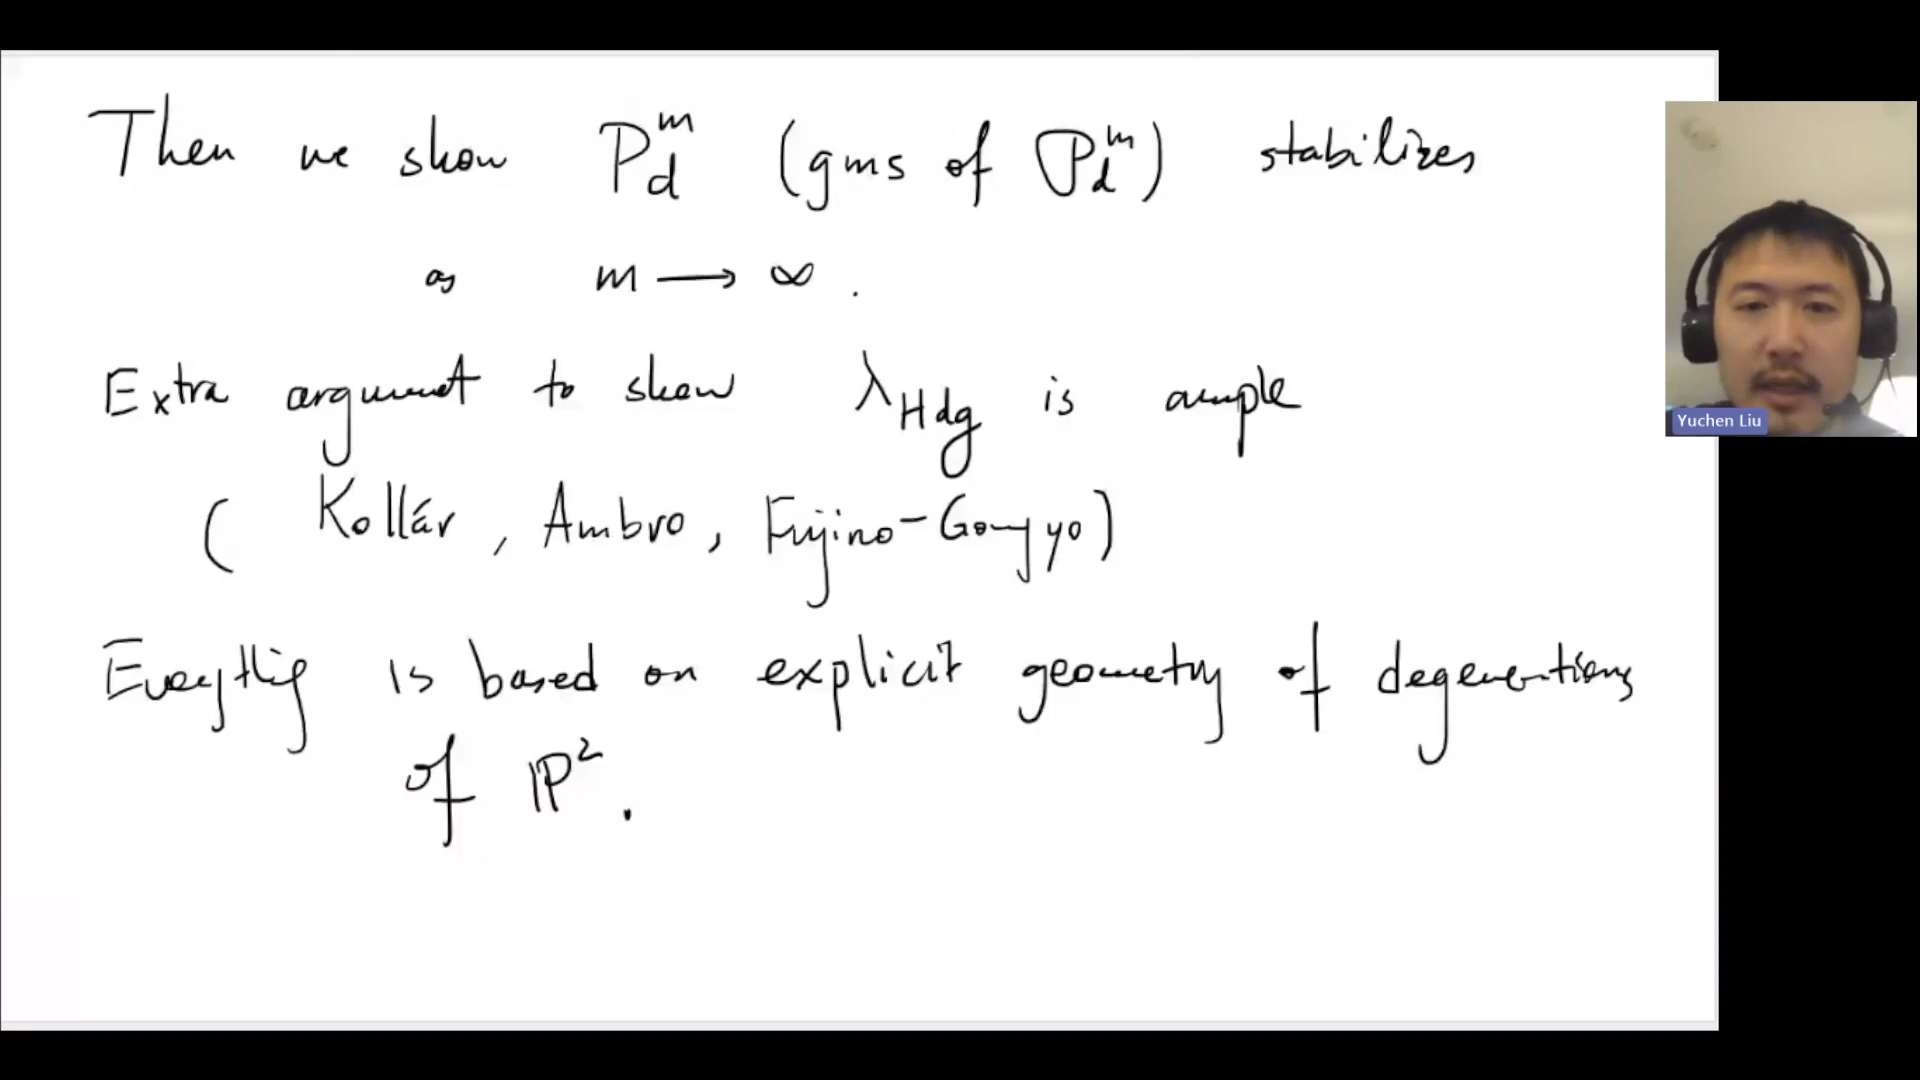 Then we show P_d^m (gms of 𝒫_d^m) stabilizes
as m → ∞.
Extra argument to show λ_Hdg is ample
(Kollár, Ambro, Fujino-Gongyo)
Everything is based on explicit geometry of degenerations
of ℙ².
Yuchen Liu